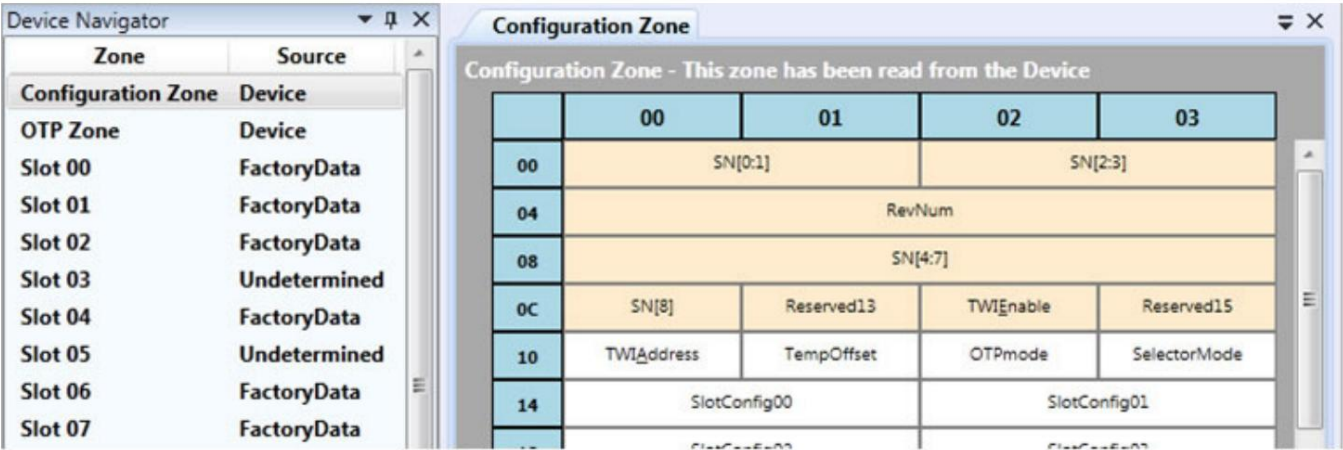 Device Navigator
Zone Source
Configuration Zone Device
OTP Zone Device
Slot 00 FactoryData
Slot 01 FactoryData
Slot 02 FactoryData
Slot 03 Undetermined
Slot 04 FactoryData
Slot 05 Undetermined
Slot 06 FactoryData
Slot 07 FactoryData
Configuration Zone
Configuration Zone - This zone has been read from the Device
00 01 02 03
00 SN[0:1] SN[2:3]
04 RevNum
08 SN[4:7]
0C SN[8] Reserved13 TWIEnable Reserved15
10 TWIAddress TempOffset OTPmode SelectorMode
14 SlotConfig00 SlotConfig01